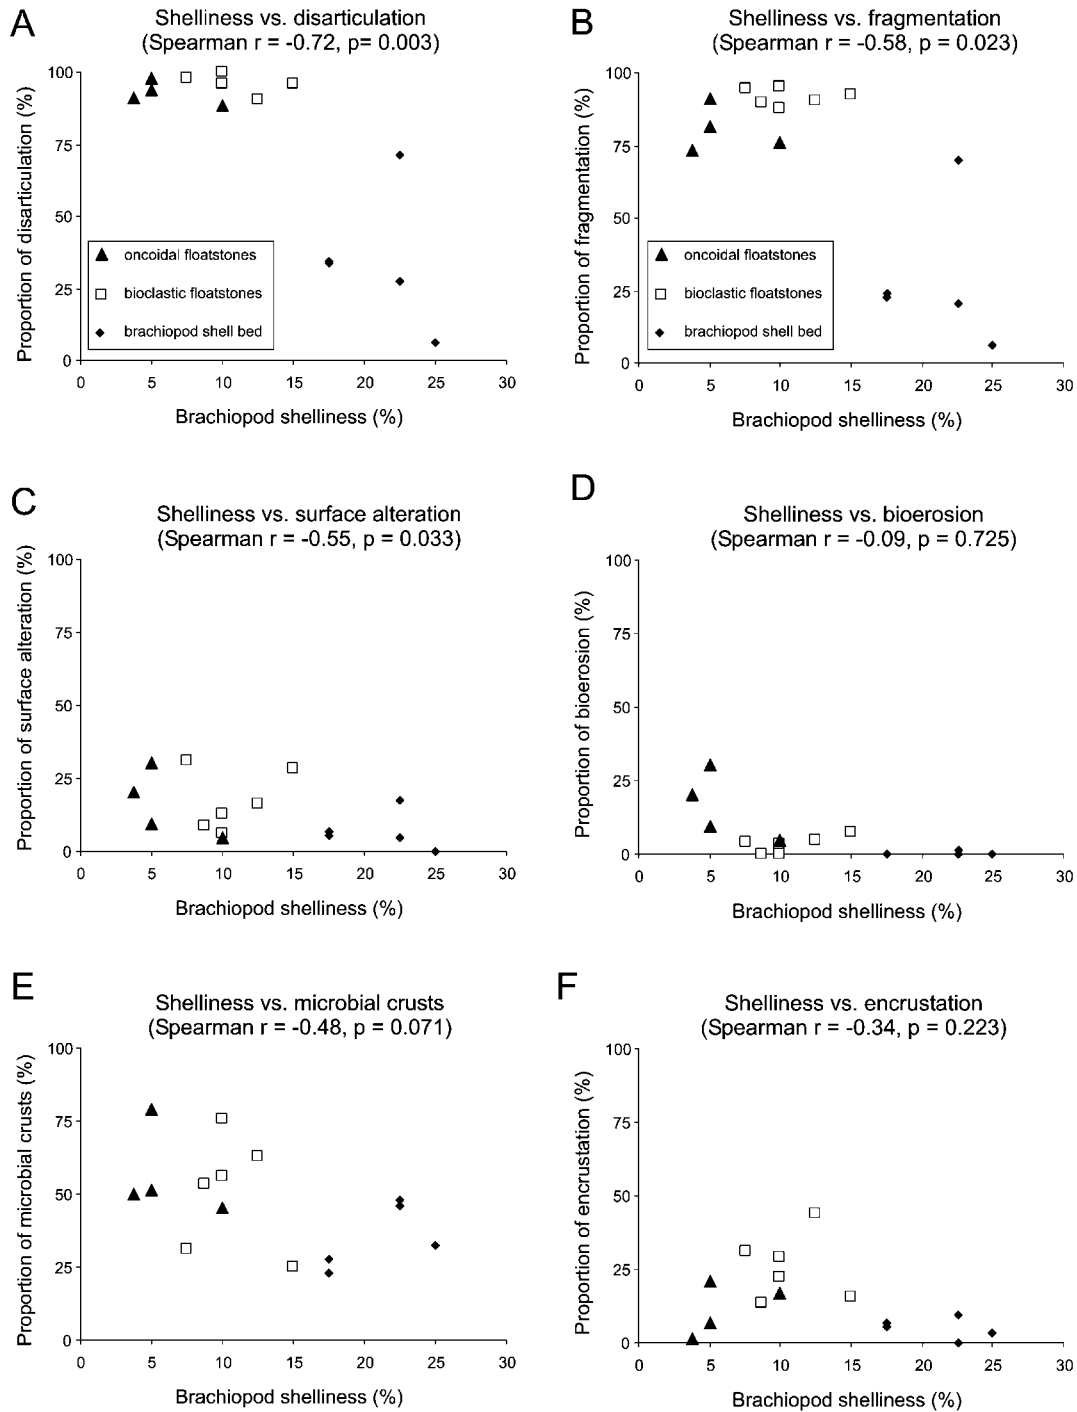 A
Shelliness vs. disarticulation
(Spearman r = -0.72, p= 0.003)
Proportion of disarticulation (%)
100
75
50
25
0
oncoidal floatstones
bioclastic floatstones
brachiopod shell bed
0 5 10 15 20 25 30
Brachiopod shelliness (%)
B
Shelliness vs. fragmentation
(Spearman r = -0.58, p = 0.023)
Proportion of fragmentation (%)
100
75
50
25
0
oncoidal floatstones
bioclastic floatstones
brachiopod shell bed
0 5 10 15 20 25 30
Brachiopod shelliness (%)
C
Shelliness vs. surface alteration
(Spearman r = -0.55, p = 0.033)
Proportion of surface alteration (%)
100
75
50
25
0
0 5 10 15 20 25 30
Brachiopod shelliness (%)
D
Shelliness vs. bioerosion
(Spearman r = -0.09, p = 0.725)
Proportion of bioerosion (%)
100
75
50
25
0
0 5 10 15 20 25 30
Brachiopod shelliness (%)
E
Shelliness vs. microbial crusts
(Spearman r = -0.48, p = 0.071)
Proportion of microbial crusts (%)
100
75
50
25
0
0 5 10 15 20 25 30
Brachiopod shelliness (%)
F
Shelliness vs. encrustation
(Spearman r = -0.34, p = 0.223)
Proportion of encrustation (%)
100
75
50
25
0
0 5 10 15 20 25 30
Brachiopod shelliness (%)